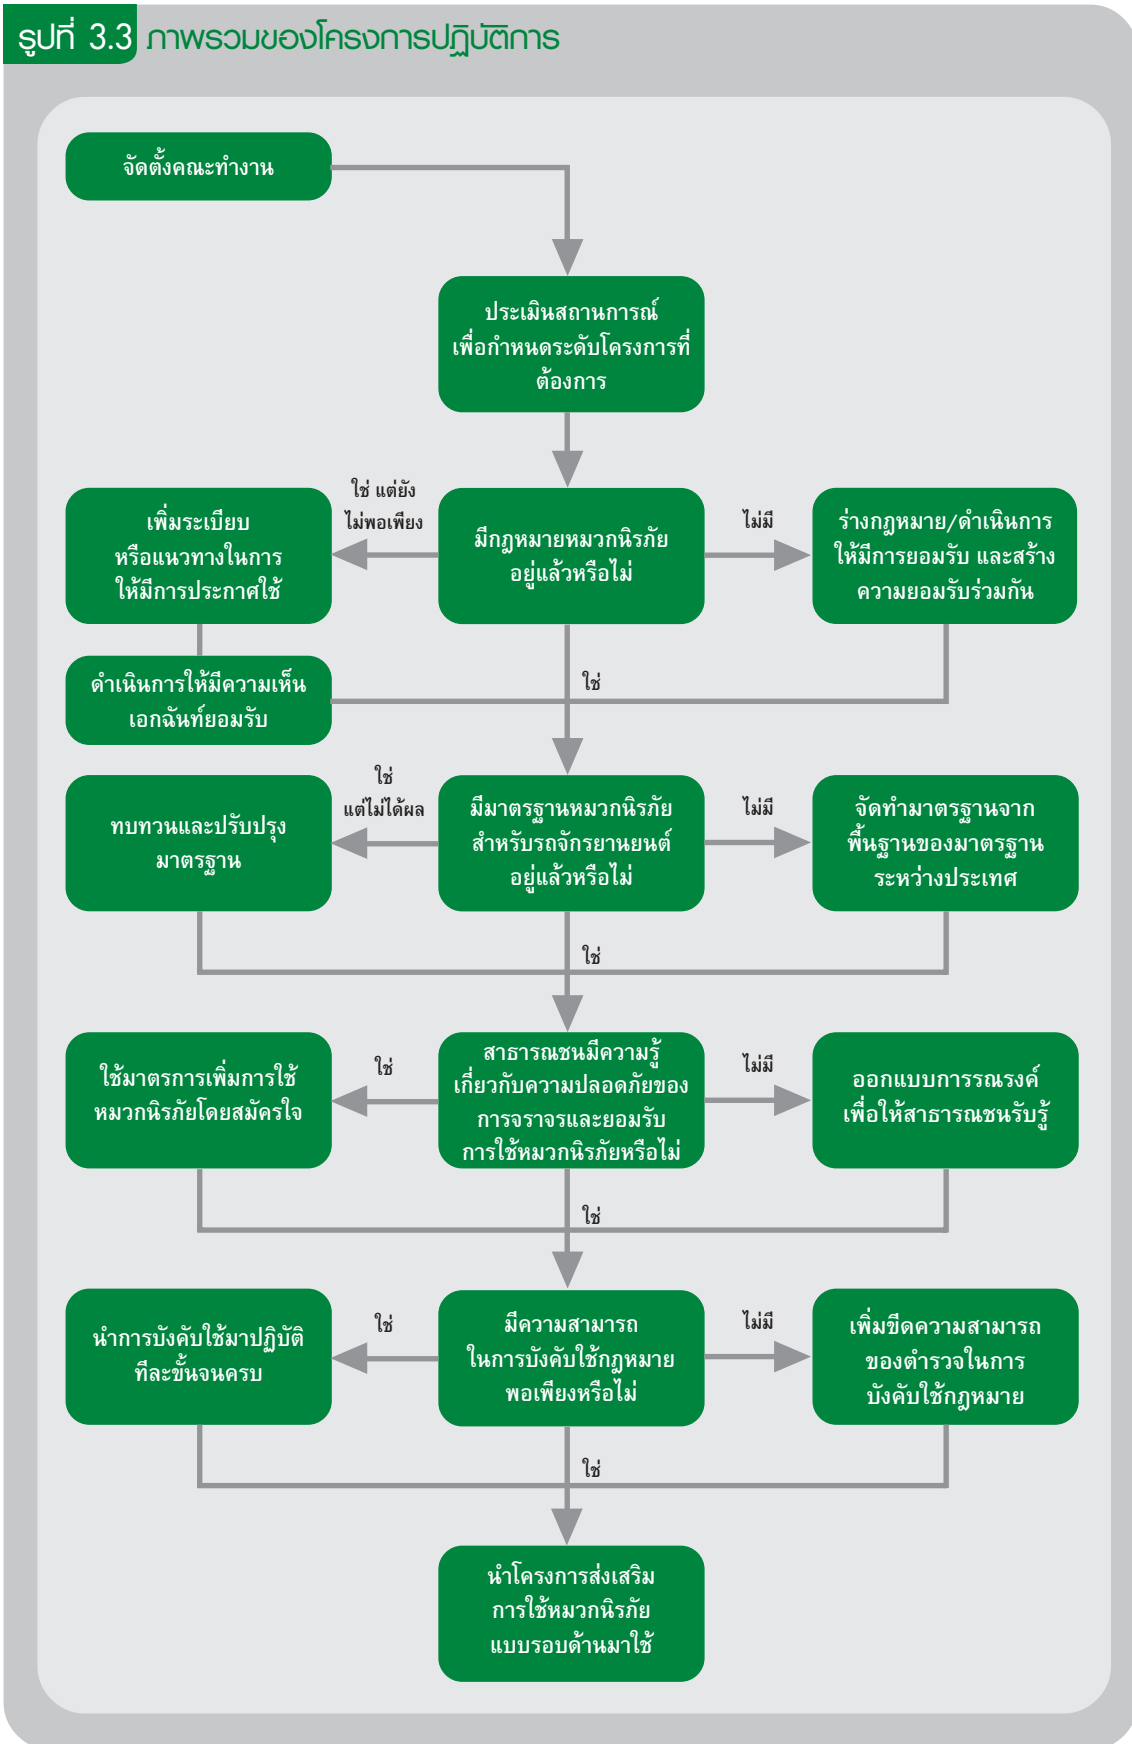 รูปที่ 3.3 ภาพรวมของโครงการปฏิบัติการ
จัดตั้งคณะทำงาน
ประเมินสถานการณ์
เพื่อกำหนดระดับโครงการที่
ต้องการ
ใช่ แต่ยัง
ไม่พอเพียง
ไม่มี
เพิ่มระเบียบ
หรือแนวทางในการ
ให้มีการประกาศใช้
มีกฎหมายหมวกนิรภัย
อยู่แล้วหรือไม่
ร่างกฎหมาย/ดำเนินการ
ให้มีการยอมรับ และสร้าง
ความยอมรับร่วมกัน
ดำเนินการให้มีความเห็น
เอกฉันท์ยอมรับ
ใช่
ใช่
แต่ไม่ได้ผล
ไม่มี
ทบทวนและปรับปรุง
มาตรฐาน
มีมาตรฐานหมวกนิรภัย
สำหรับรถจักรยานยนต์
อยู่แล้วหรือไม่
จัดทำมาตรฐานจาก
พื้นฐานของมาตรฐาน
ระหว่างประเทศ
ใช่
ใช้มาตรการเพิ่มการใช้
หมวกนิรภัยโดยสมัครใจ
ใช่
สาธารณชนมีความรู้
เกี่ยวกับความปลอดภัยของ
การจราจรและยอมรับ
การใช้หมวกนิรภัยหรือไม่
ไม่มี
ออกแบบการรณรงค์
เพื่อให้สาธารณชนรับรู้
ใช่
นำการบังคับใช้มาปฏิบัติ
ทีละขั้นจนครบ
ใช่
มีความสามารถ
ในการบังคับใช้กฎหมาย
พอเพียงหรือไม่
ไม่มี
เพิ่มขีดความสามารถ
ของตำรวจในการ
บังคับใช้กฎหมาย
ใช่
นำโครงการส่งเสริม
การใช้หมวกนิรภัย
แบบรอบด้านมาใช้